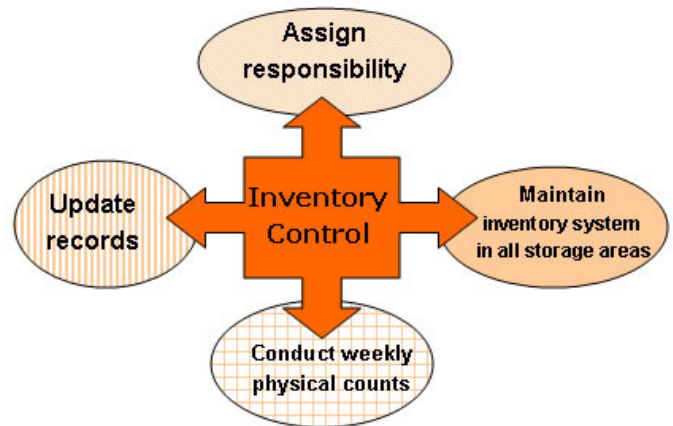 Assign
responsibility
Update
records
Inventory
Control
Maintain
inventory system
in all storage areas
Conduct weekly
physical counts